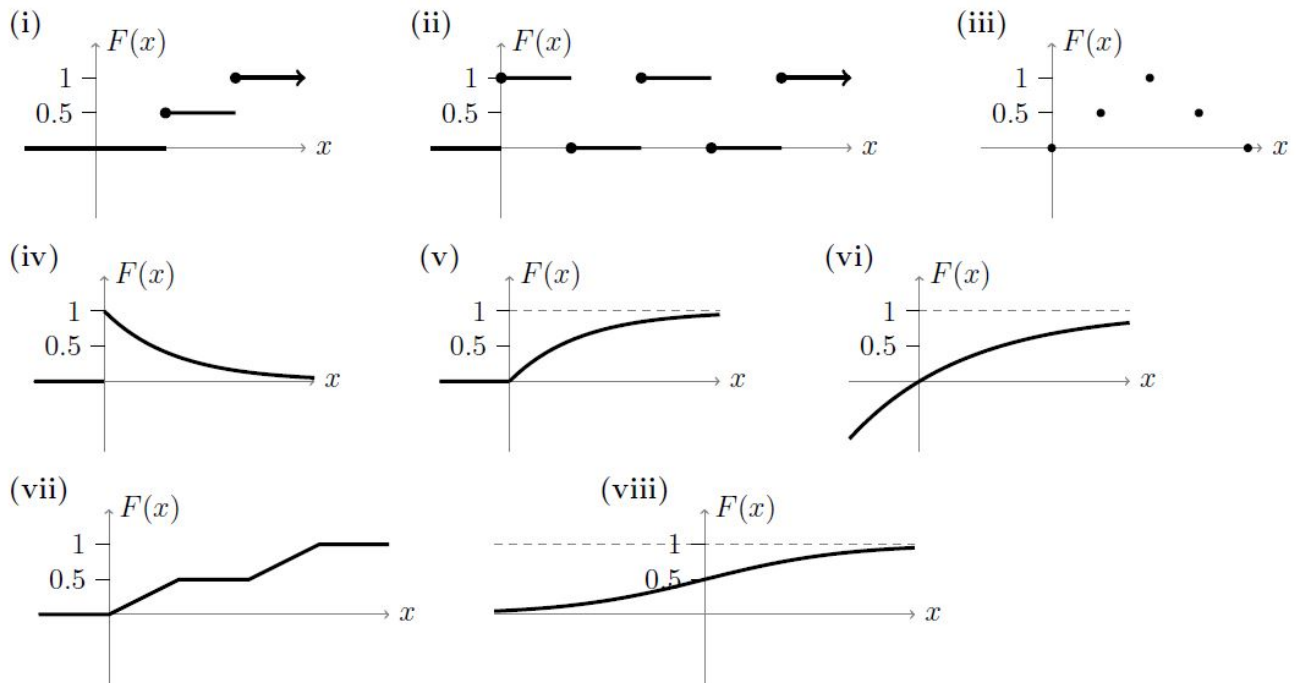 (i) (ii) (iii)
F(x) F(x) F(x)
1 1 1
0.5 0.5 0.5
x x x
(iv) (v) (vi)
F(x) F(x) F(x)
1 1 1
0.5 0.5 0.5
x x x
(vii) (viii)
F(x) F(x)
1 1
0.5 0.5
x x